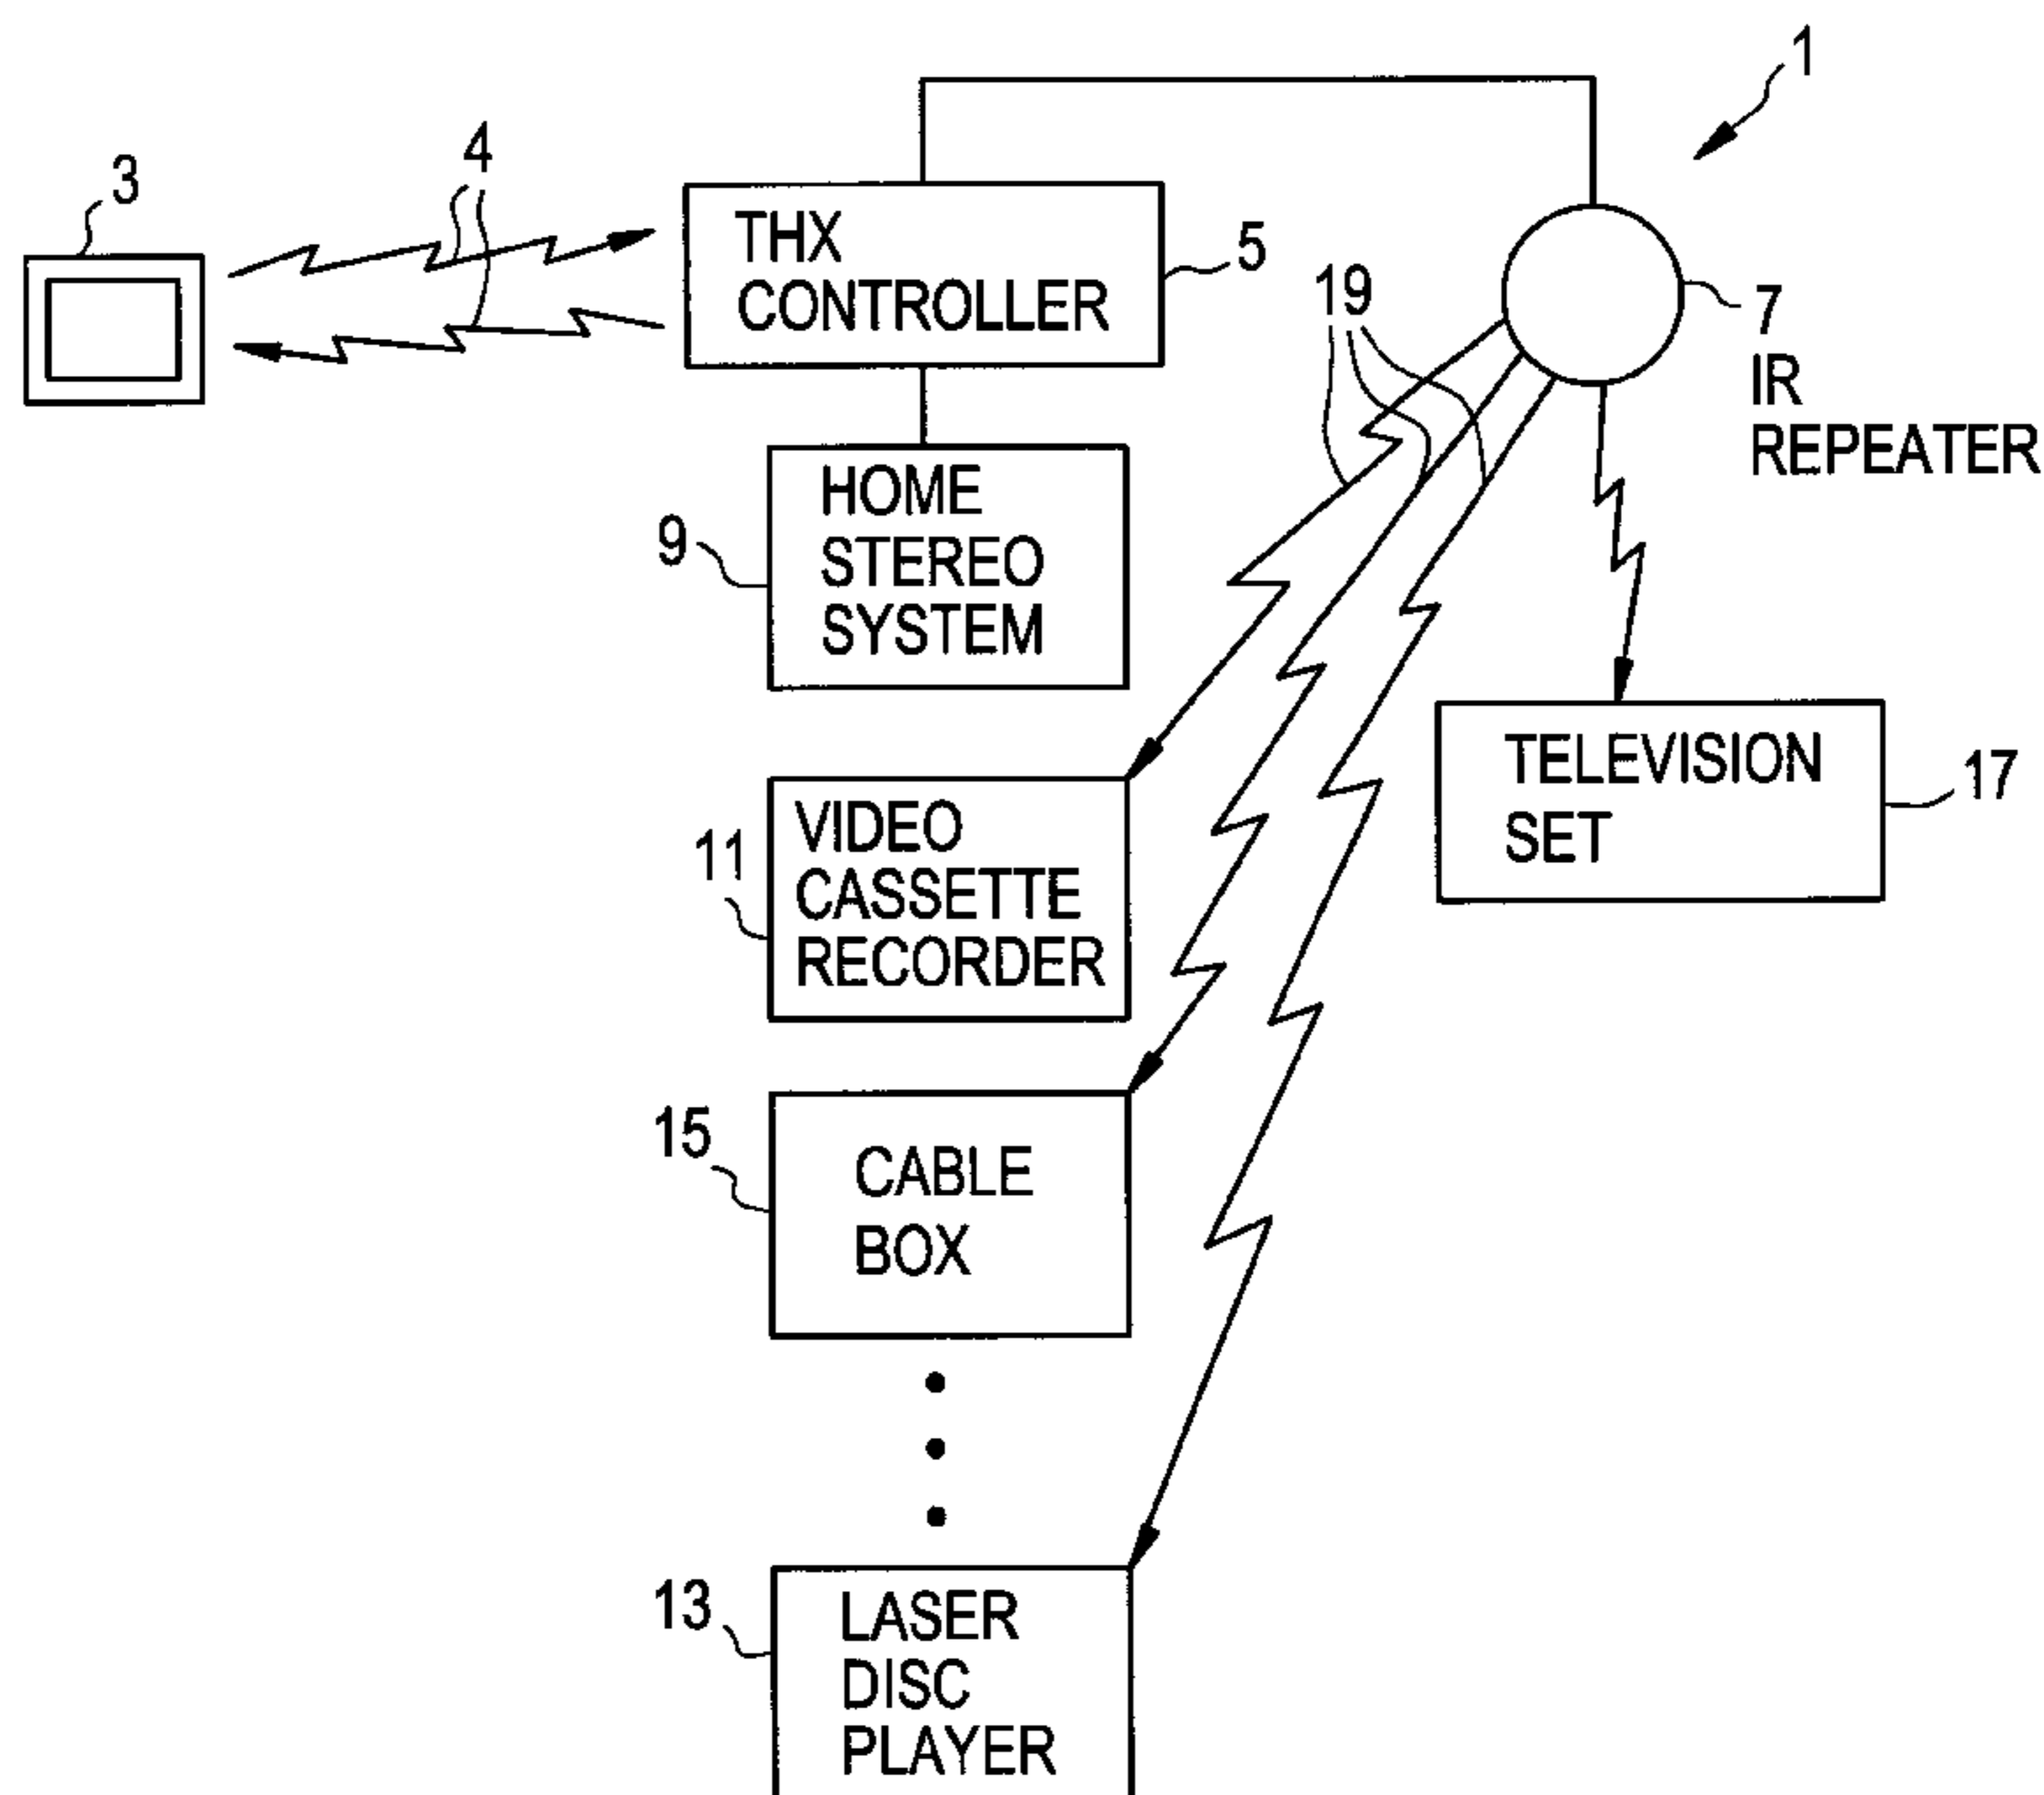 1
3
4
THX
CONTROLLER
5
19
7
IR
REPEATER
9
HOME
STEREO
SYSTEM
TELEVISION
SET
17
11
VIDEO
CASSETTE
RECORDER
15
CABLE
BOX
13
LASER
DISC
PLAYER